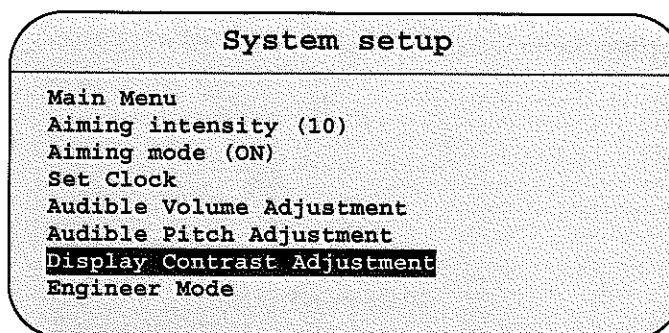 System setup
Main Menu
Aiming intensity (10)
Aiming mode (ON)
Set Clock
Audible Volume Adjustment
Audible Pitch Adjustment
Display Contrast Adjustment
Engineer Mode